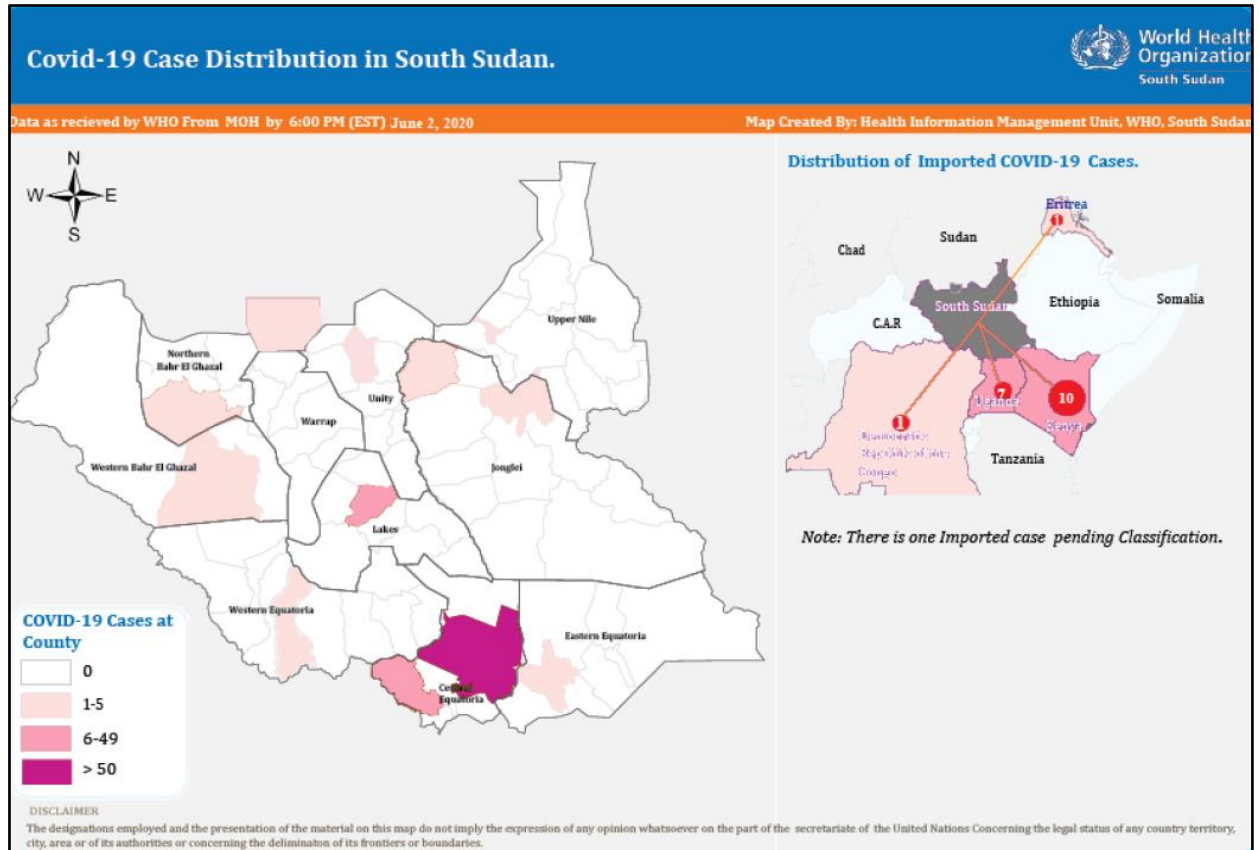 Covid-19 Case Distribution in South Sudan.
World Health
Organization
South Sudan
Data as recieved by WHO From MOH by 6:00 PM (EST) June 2, 2020
Map Created By: Health Information Management Unit, WHO, South Sudan
N
W
E
S
Upper Nile
Northern
Bahr El Ghazal
Unity
Warrap
Western Bahr El Ghazal
Jonglei
Lakes
Western Equatoria
Eastern Equatoria
Central
Equatoria
COVID-19 Cases at
County
0
1-5
6-49
> 50
Distribution of Imported COVID-19 Cases.
Eritrea
1
Sudan
Chad
South Sudan
Ethiopia
Somalia
C.A.R
7
Uganda
10
Kenya
1
Democratic
Republic of the
Congo
Tanzania
Note: There is one Imported case pending Classification.
DISCLAIMER
The designations employed and the presentation of the material on this map do not imply the expression of any opinion whatsoever on the part of the secretariate of the United Nations Concerning the legal status of any country territory,
city, area or of its authorities or concerning the deliminaton of its frontiers or boundaries.